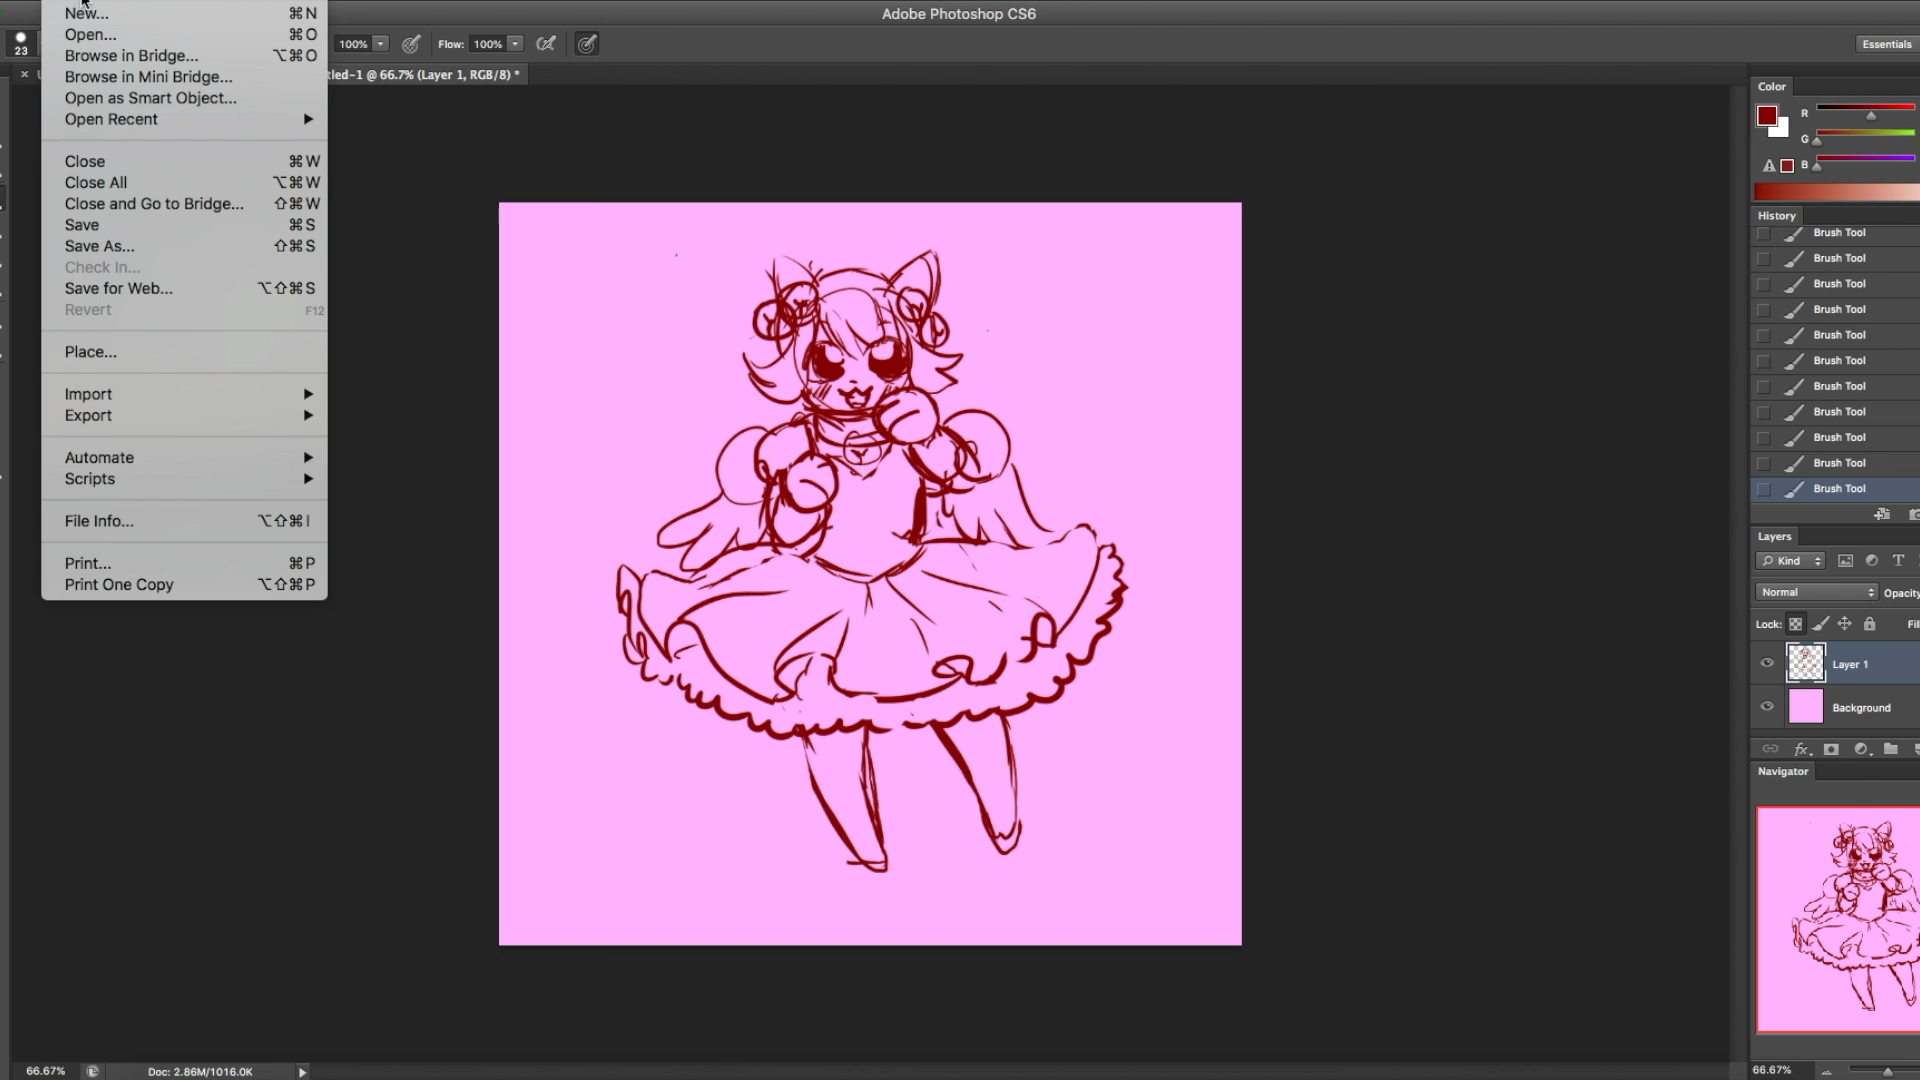 Adobe Photoshop CS6
New... ⌘N
Open... ⌘O
Browse in Bridge... ⌥⌘O
Browse in Mini Bridge...
Open as Smart Object...
Open Recent
Close ⌘W
Close All ⌥⌘W
Close and Go to Bridge... ⇧⌘W
Save ⌘S
Save As... ⇧⌘S
Check In...
Save for Web... ⌥⇧⌘S
Revert F12
Place...
Import
Export
Automate
Scripts
File Info... ⌥⇧⌘I
Print... ⌘P
Print One Copy ⌥⇧⌘P
23
100% Flow: 100%
Essentials
tled-1 @ 66.7% (Layer 1, RGB/8) *
Color
R
G
B
History
Brush Tool
Brush Tool
Brush Tool
Brush Tool
Brush Tool
Brush Tool
Brush Tool
Brush Tool
Brush Tool
Brush Tool
Brush Tool
Layers
Kind T
Normal Opacity
Lock: Fil
Layer 1
Background
fx
Navigator
66.67% Doc: 2.86M/1016.0K
66.67%